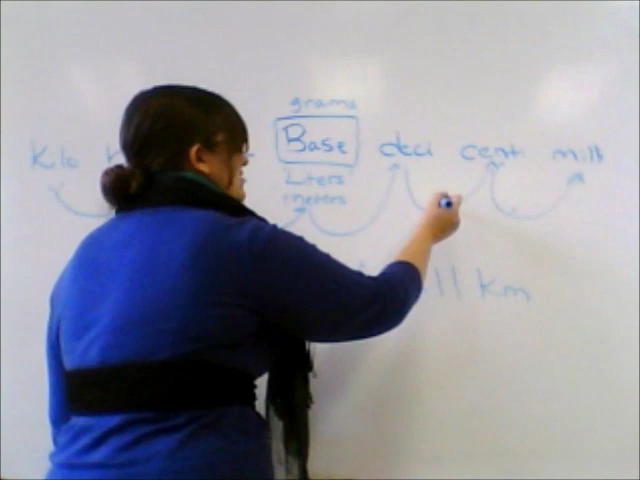 grams
Kilo Base deci centi milli
Liters
meters
11 km